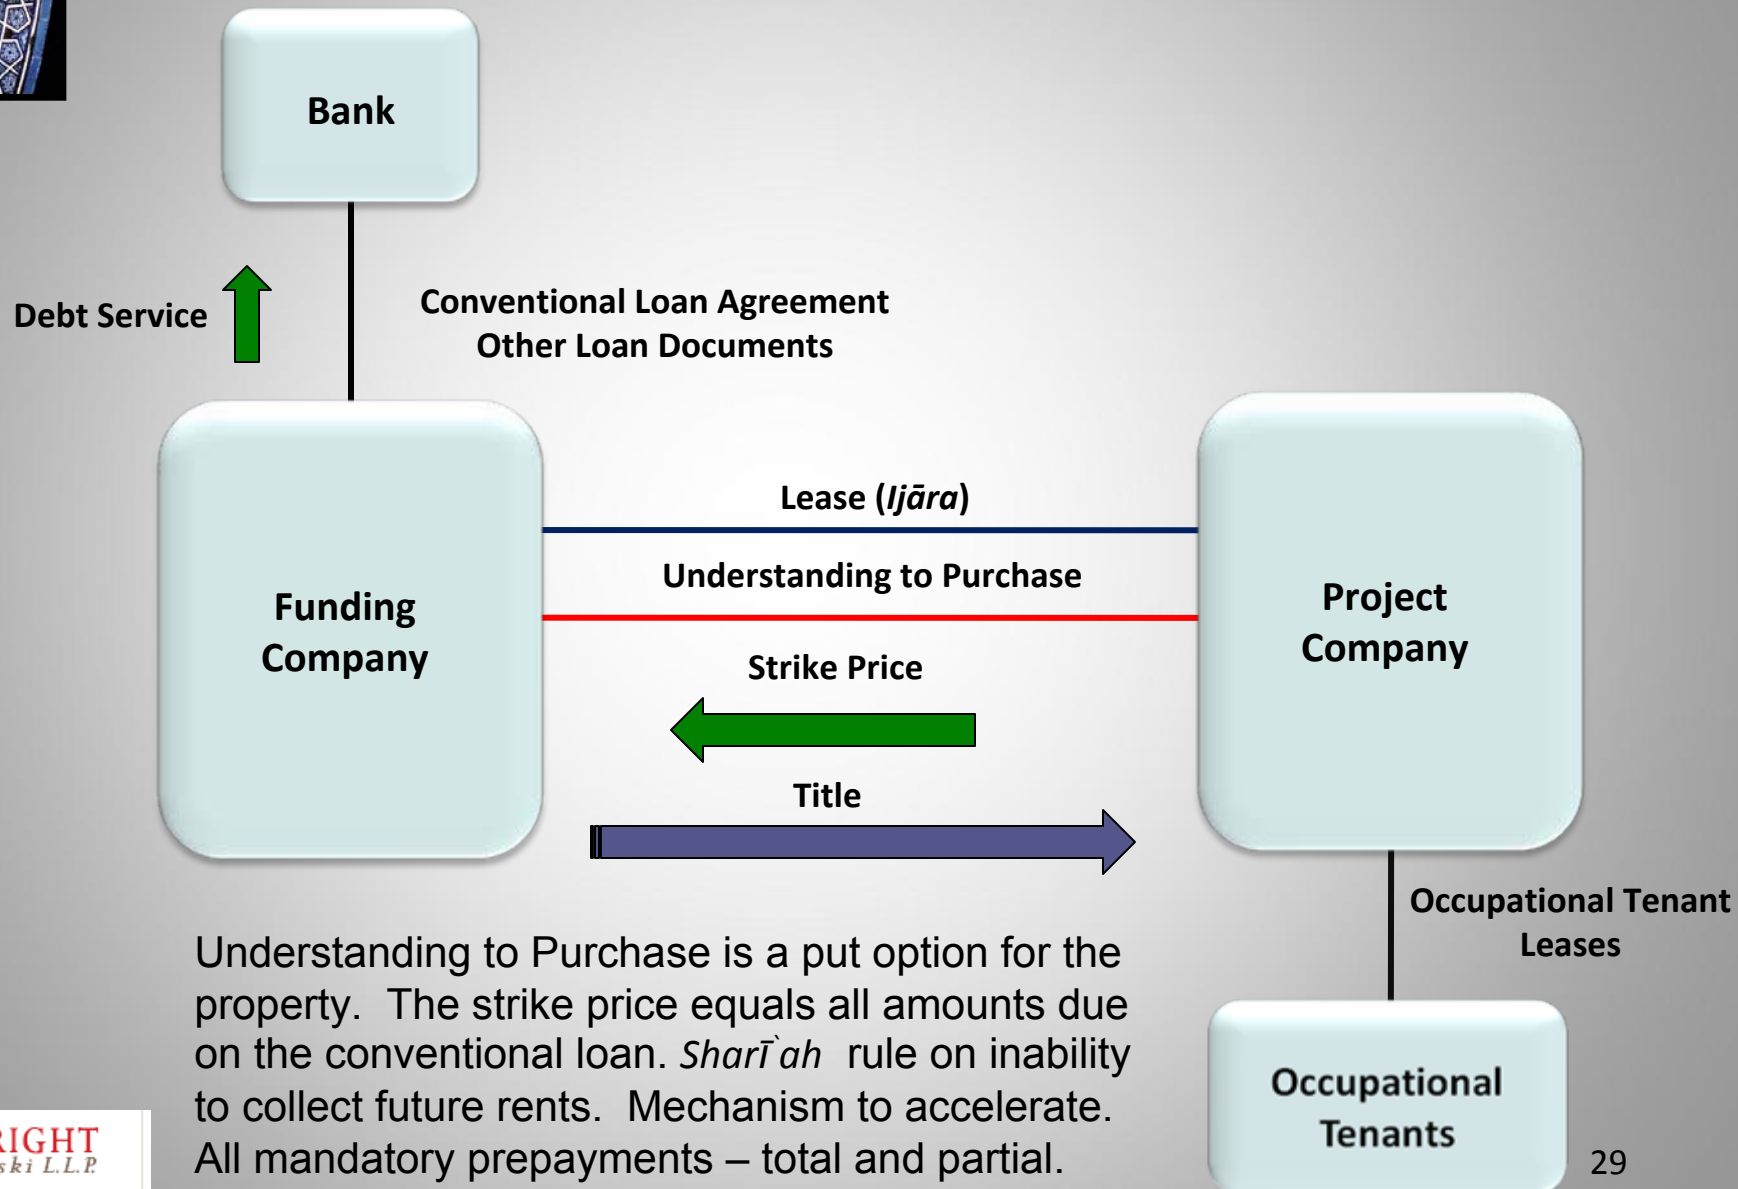 Bank
Debt Service
Conventional Loan Agreement
Other Loan Documents
Lease (Ijāra)
Understanding to Purchase
Funding
Company
Project
Company
Strike Price
Title
Occupational Tenant
Leases
Understanding to Purchase is a put option for the
property.  The strike price equals all amounts due
on the conventional loan. Sharī`ah  rule on inability
to collect future rents.  Mechanism to accelerate.
All mandatory prepayments – total and partial.
Occupational
Tenants
RIGHT
ski L.L.P.
29